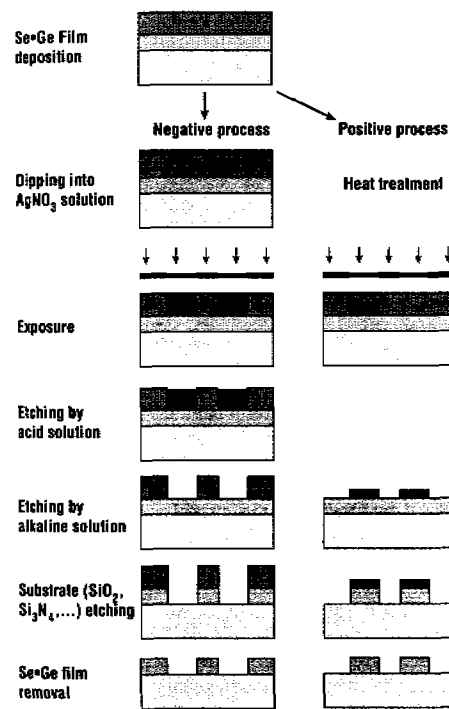 Se•Ge Film
deposition
Negative process
Positive process
Dipping into
AgNO₃ solution
Heat treatment
Exposure
Etching by
acid solution
Etching by
alkaline solution
Substrate (SiO₂,
Si₃N₄,...) etching
Se•Ge film
removal